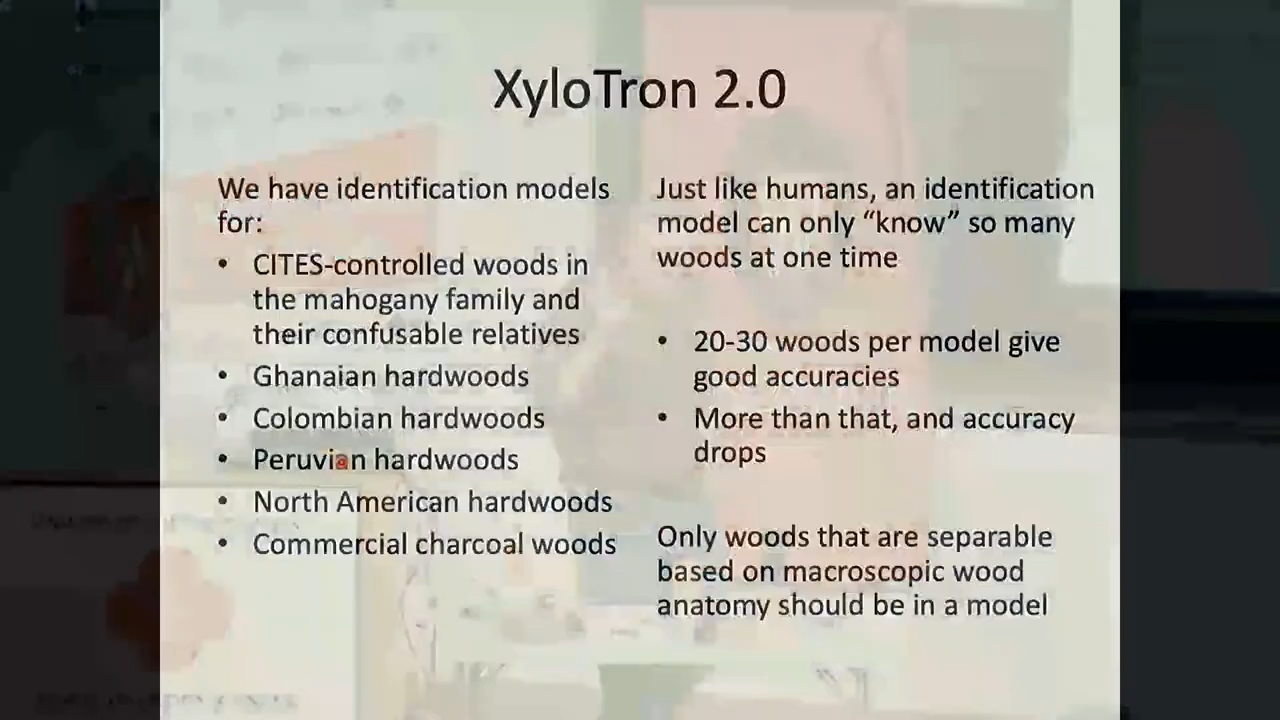 XyloTron 2.0
We have identification models
for:
• CITES-controlled woods in
the mahogany family and
their confusable relatives
• Ghanaian hardwoods
• Colombian hardwoods
• Peruvian hardwoods
• North American hardwoods
• Commercial charcoal woods
Just like humans, an identification
model can only “know” so many
woods at one time
• 20-30 woods per model give
good accuracies
• More than that, and accuracy
drops
Only woods that are separable
based on macroscopic wood
anatomy should be in a model